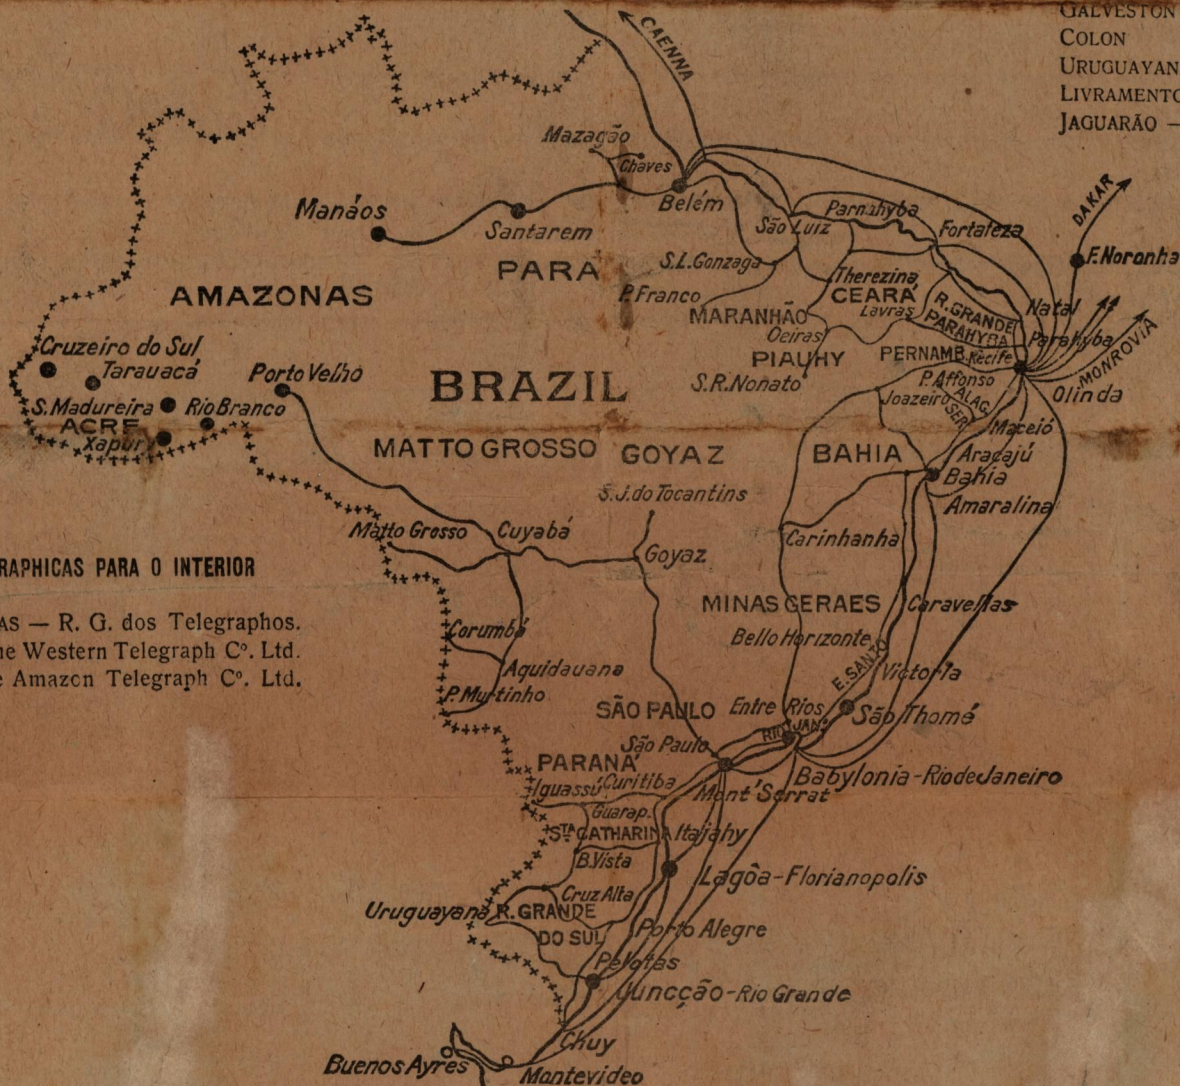 GALVESTON
COLON
URUGUAYAN
LIVRAMENTO
JAGUARÃO —
CAENNA
Mazagão
Chaves
Belém
DAKAR
Manáos
Santarem
São Luiz
Parnahyba
Fortaleza
F. Noronha
PARÁ
S.L. Gonzaga
Therezina
AMAZONAS
P. Franco
CEARÁ
R. GRANDE
Natal
MARANHÃO
Lavras
PARAHYBA
Parahyba
MONROVIA
Oeiras
Cruzeiro do Sul
Tarauacá
Porto Velho
PIAUHY
PERNAMB.
Recife
BRAZIL
S.R. Nonato
P. Affonso
Olinda
S. Madureira
Rio Branco
Joazeiro
ALAG.
SER.
ACRE
Xapury
Maceió
MATTO GROSSO
GOYAZ
BAHIA
Aracajú
Bahia
S.J. do Tocantins
Amaralina
Matto Grosso
Cuyabá
Goyaz
Carinhanha
RAPHICAS PARA O INTERIOR
AS — R. G. dos Telegraphos.
he Western Telegraph Cº. Ltd.
e Amazon Telegraph Cº. Ltd.
MINAS GERAES
Caravellas
Corumbá
Bello Horizonte
Aquidauana
E. SANTO
Victoria
P. Murtinho
SÃO PAULO
Entre Rios
São Thomé
RIO JANº.
São Paulo
PARANÁ
Babylonia - Rio de Janeiro
Iguassú
Curitiba
Mont'Serrat
Guarap.
STA. CATHARINA
Itajahy
B. Vista
Lagôa - Florianopolis
Cruz Alta
Uruguayana
R. GRANDE
DO SUL
Porto Alegre
Pelotas
Juncção - Rio Grande
Chuy
Buenos Ayres
Montevideo